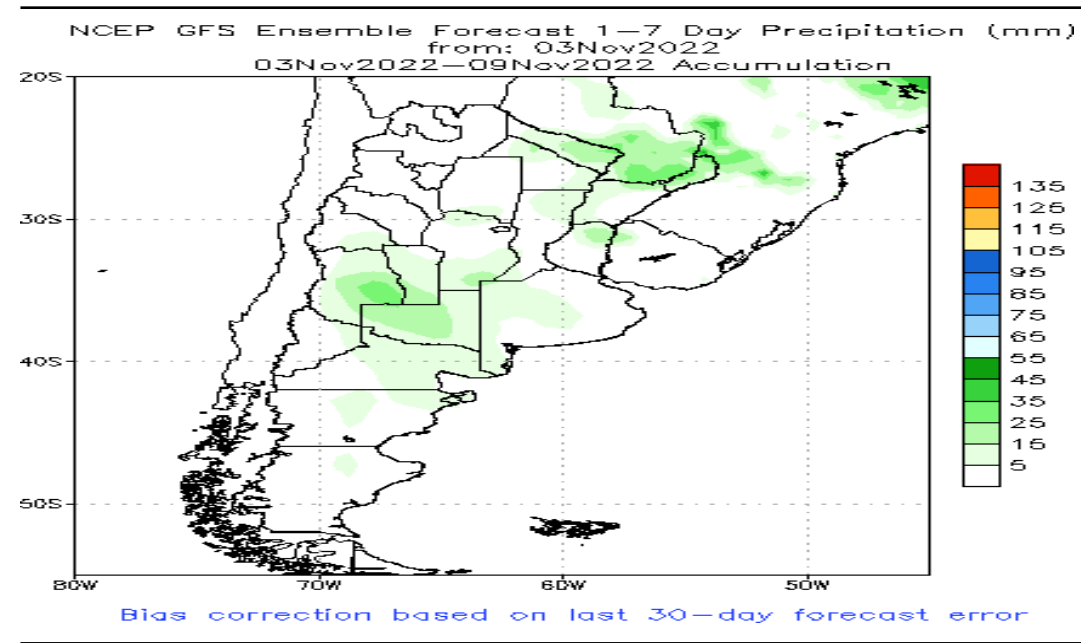 NCEP GFS Ensemble Forecast 1-7 Day Precipitation (mm)
from: 03Nov2022
03Nov2022-09Nov2022 Accumulation
20S
30S
40S
50S
80W 70W 60W 50W
135
125
115
105
95
85
75
65
55
45
35
25
15
5
Bias correction based on last 30-day forecast error